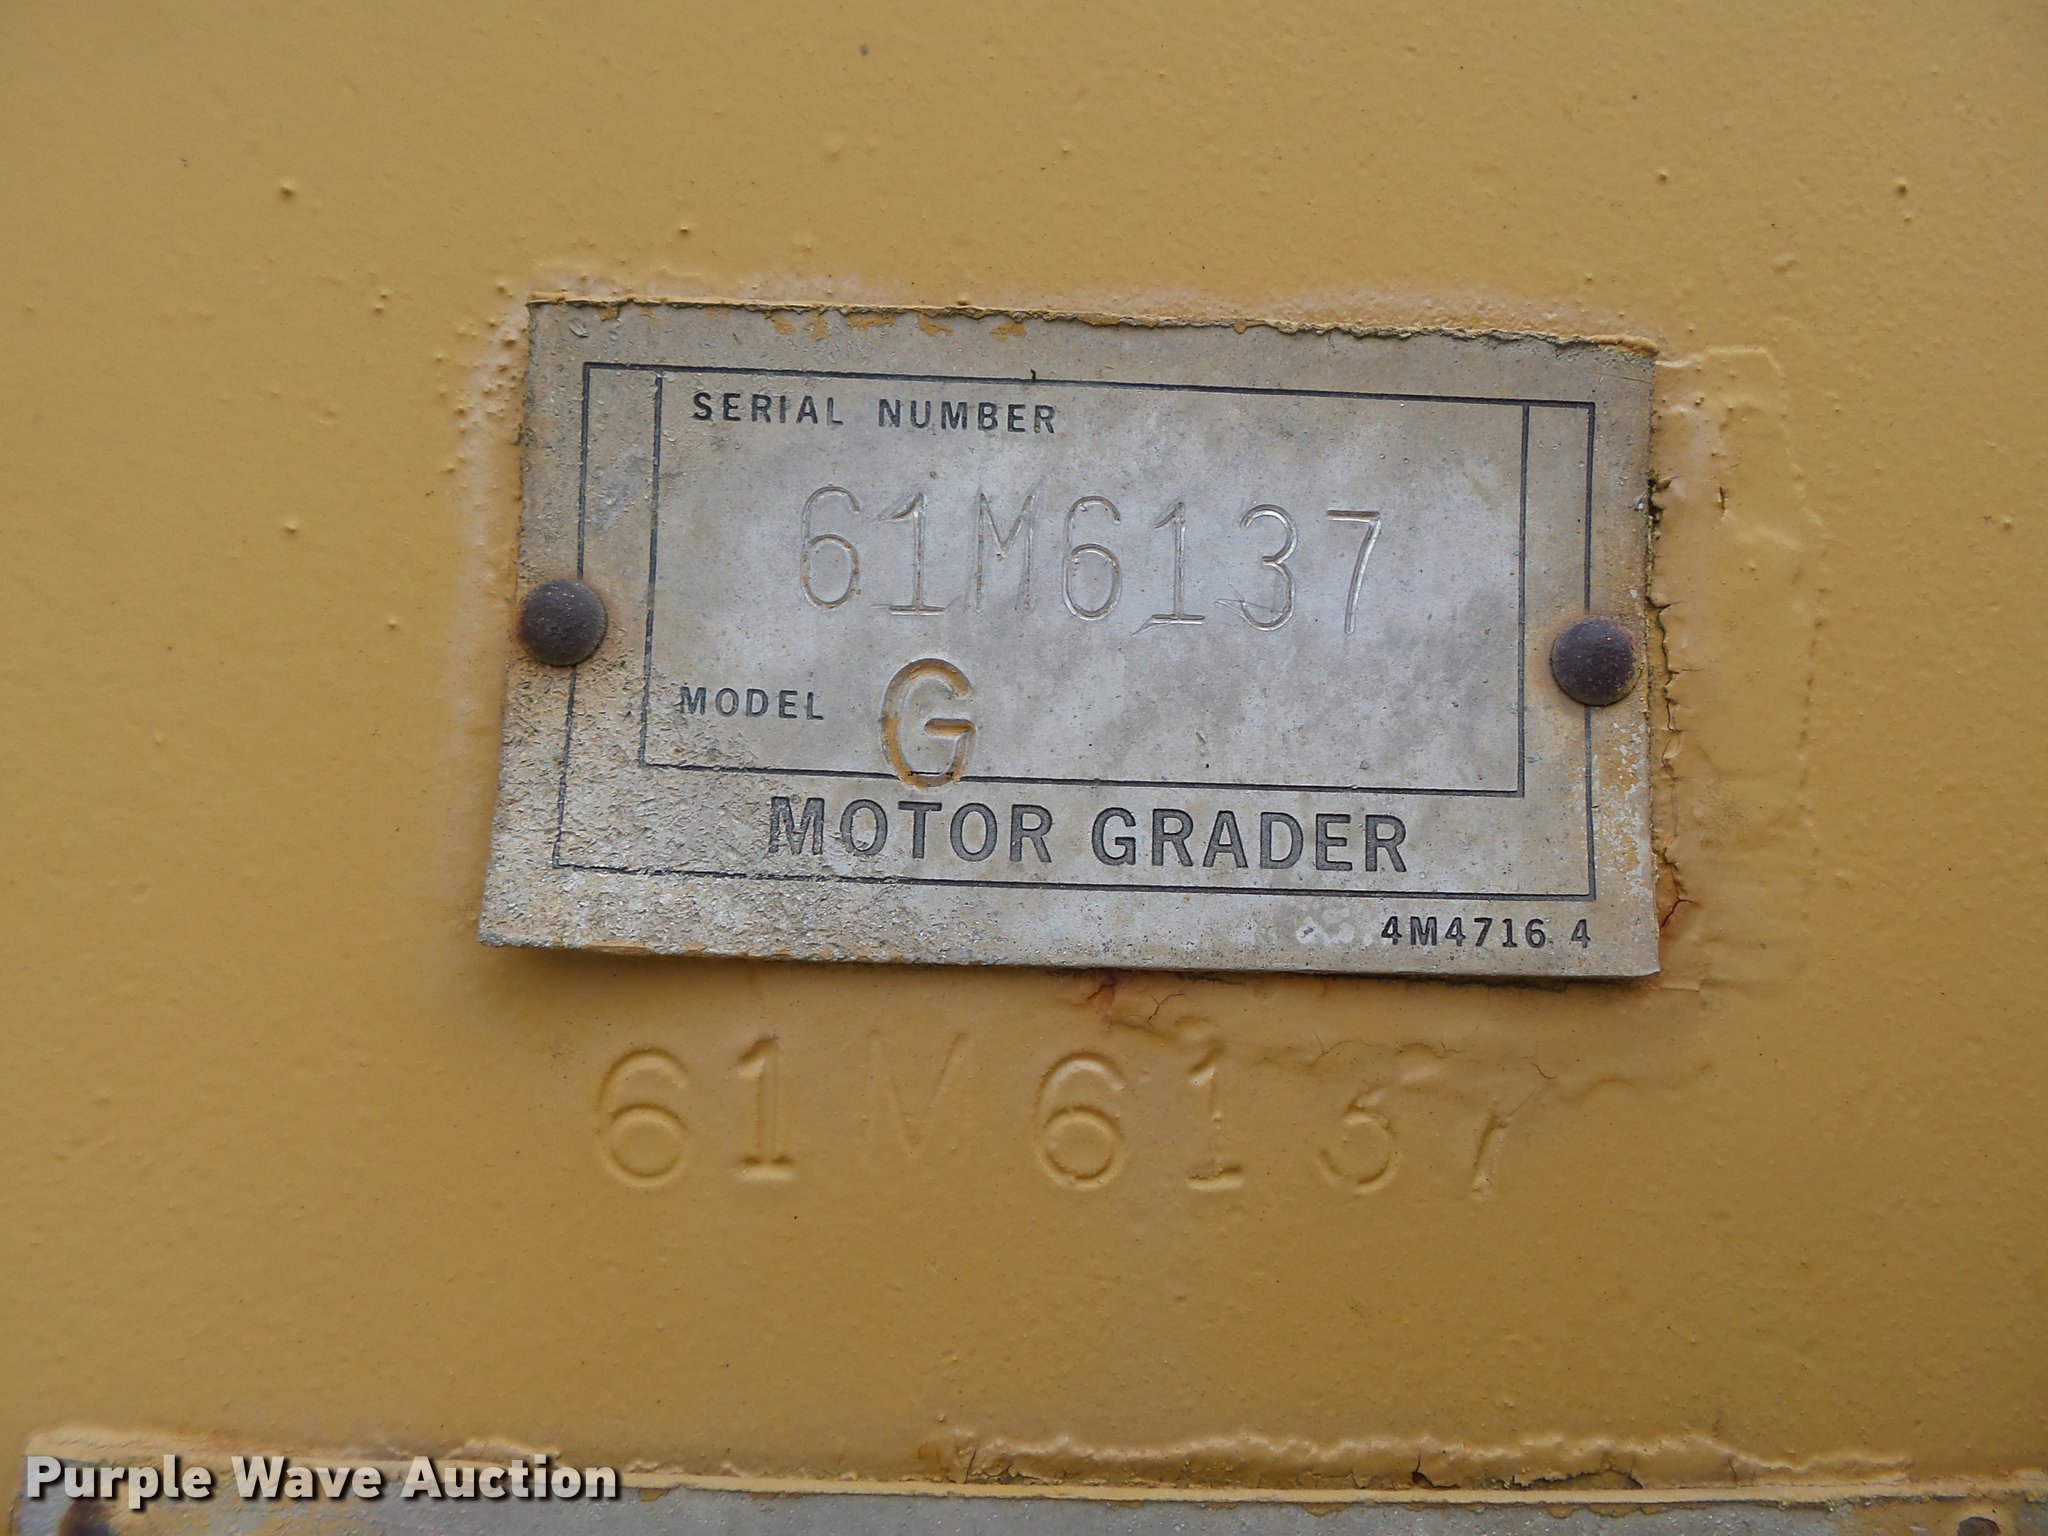 SERIAL NUMBER
61M6137
MODEL G
MOTOR GRADER
4M4716 4
61M6137
Purple Wave Auction